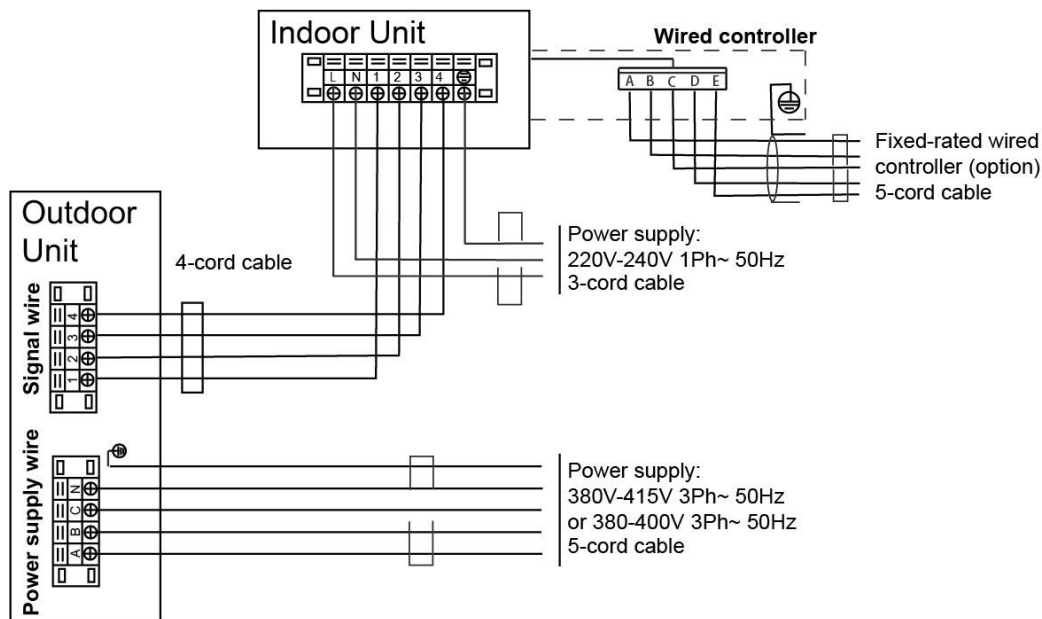 Indoor Unit
L N 1 2 3 4
Wired controller
A B C D E
Fixed-rated wired
controller (option)
5-cord cable
Power supply:
220V-240V 1Ph~ 50Hz
3-cord cable
Outdoor
Unit
4-cord cable
Signal wire
4
3
2
1
Power supply wire
N
C
B
A
Power supply:
380V-415V 3Ph~ 50Hz
or 380-400V 3Ph~ 50Hz
5-cord cable